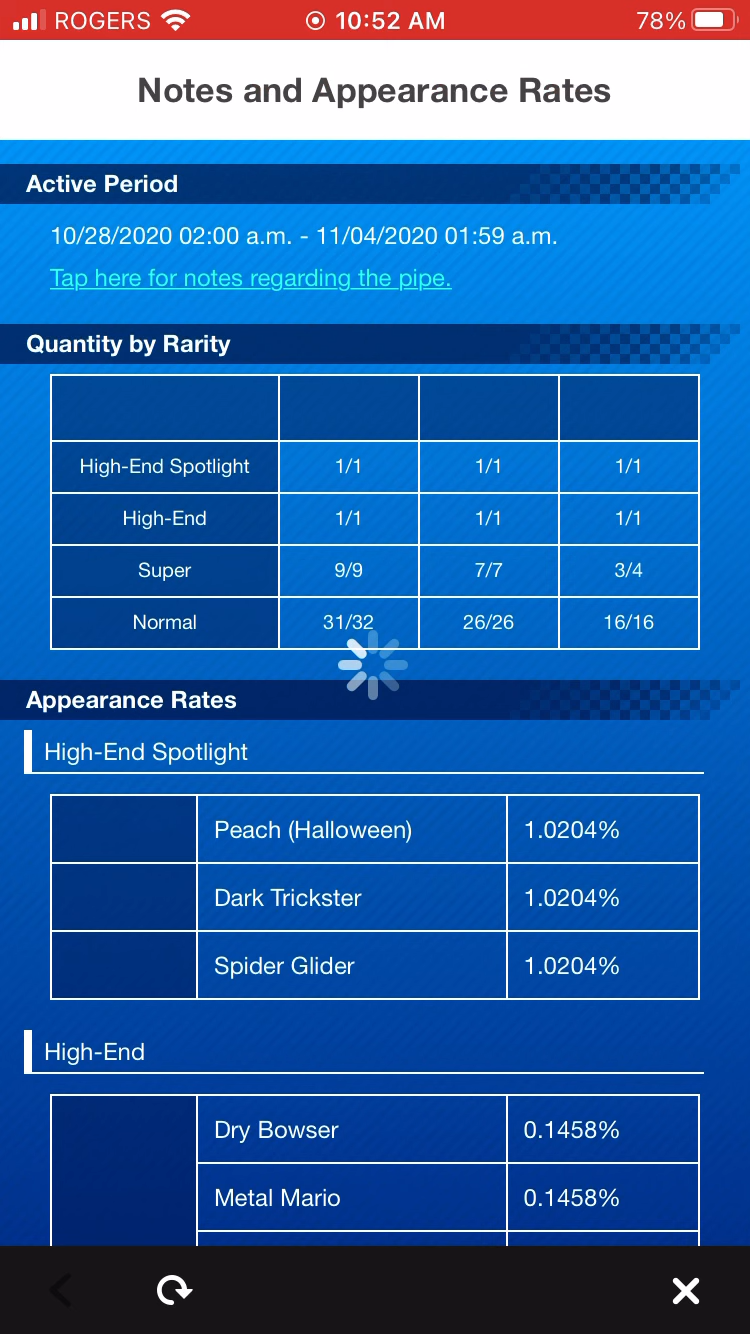 ROGERS 10:52 AM 78%
Notes and Appearance Rates
Active Period
10/28/2020 02:00 a.m. - 11/04/2020 01:59 a.m.
Tap here for notes regarding the pipe.
Quantity by Rarity
High-End Spotlight 1/1 1/1 1/1
High-End 1/1 1/1 1/1
Super 9/9 7/7 3/4
Normal 31/32 26/26 16/16
Appearance Rates
High-End Spotlight
Peach (Halloween) 1.0204%
Dark Trickster 1.0204%
Spider Glider 1.0204%
High-End
Dry Bowser 0.1458%
Metal Mario 0.1458%